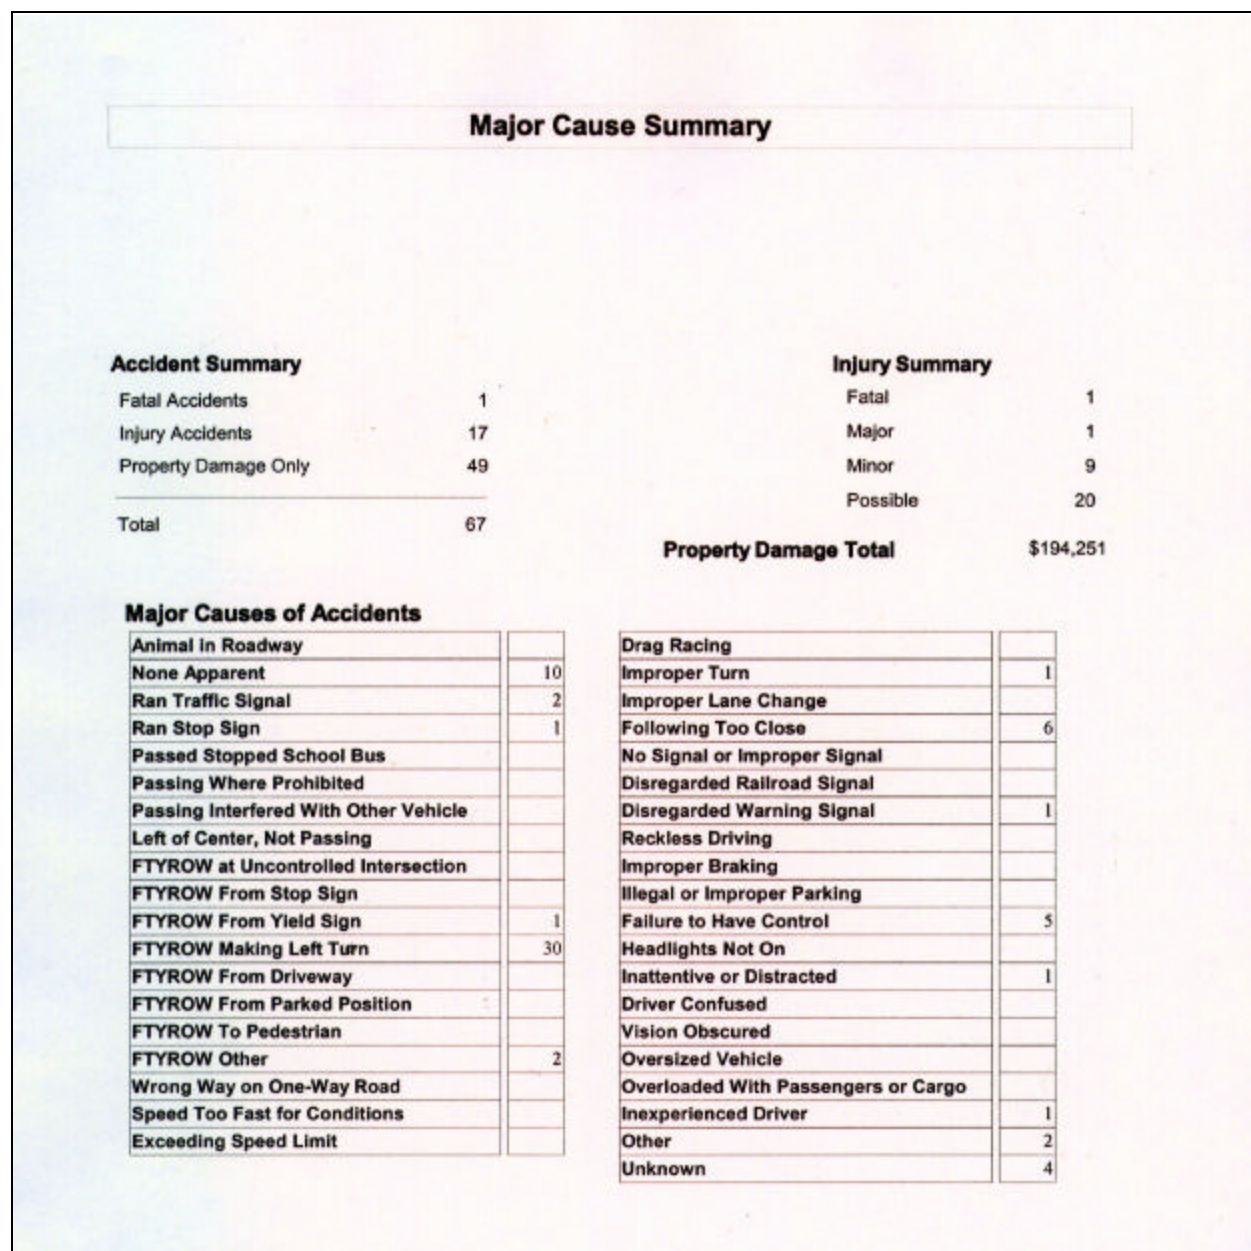 Major Cause Summary
Accident Summary
Fatal Accidents 1
Injury Accidents 17
Property Damage Only 49
Total 67
Injury Summary
Fatal 1
Major 1
Minor 9
Possible 20
Property Damage Total $194,251
Major Causes of Accidents
Animal in Roadway
None Apparent 10
Ran Traffic Signal 2
Ran Stop Sign 1
Passed Stopped School Bus
Passing Where Prohibited
Passing Interfered With Other Vehicle
Left of Center, Not Passing
FTYROW at Uncontrolled Intersection
FTYROW From Stop Sign
FTYROW From Yield Sign 1
FTYROW Making Left Turn 30
FTYROW From Driveway
FTYROW From Parked Position
FTYROW To Pedestrian
FTYROW Other 2
Wrong Way on One-Way Road
Speed Too Fast for Conditions
Exceeding Speed Limit
Drag Racing
Improper Turn 1
Improper Lane Change
Following Too Close 6
No Signal or Improper Signal
Disregarded Railroad Signal
Disregarded Warning Signal 1
Reckless Driving
Improper Braking
Illegal or Improper Parking
Failure to Have Control 5
Headlights Not On
Inattentive or Distracted 1
Driver Confused
Vision Obscured
Oversized Vehicle
Overloaded With Passengers or Cargo
Inexperienced Driver 1
Other 2
Unknown 4